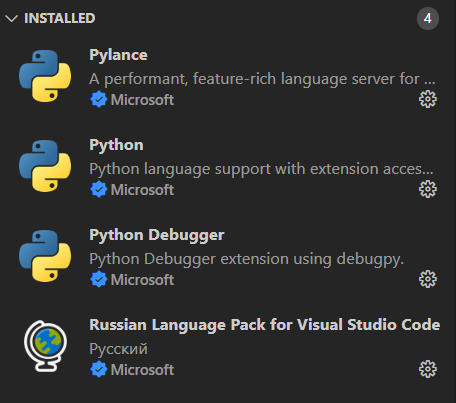 INSTALLED 4
Pylance
A performant, feature-rich language server for ...
Microsoft
Python
Python language support with extension acces...
Microsoft
Python Debugger
Python Debugger extension using debugpy.
Microsoft
Russian Language Pack for Visual Studio Code
Русский
Microsoft